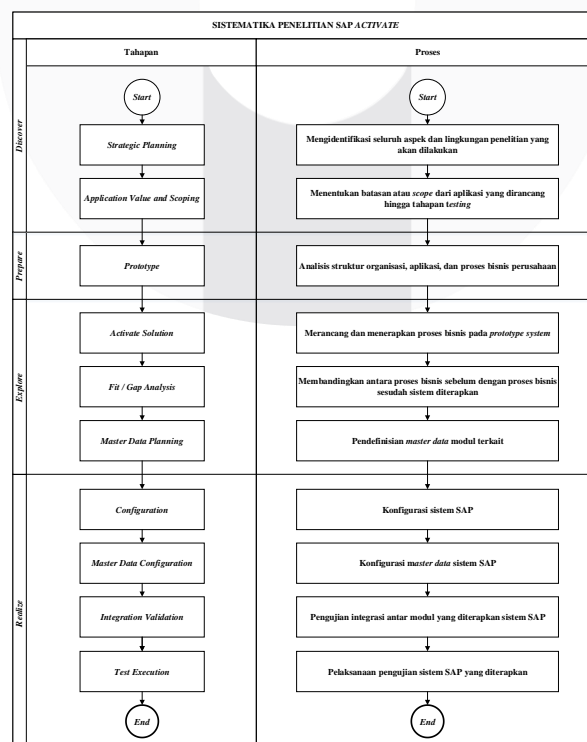 SISTEMATIKA PENELITIAN SAP ACTIVATE
Tahapan
Proses
Discover
Start
Start
Strategic Planning
Mengidentifikasi seluruh aspek dan lingkungan penelitian yang
akan dilakukan
Application Value and Scoping
Menentukan batasan atau scope dari aplikasi yang dirancang
hingga tahapan testing
Prepare
Prototype
Analisis struktur organisasi, aplikasi, dan proses bisnis perusahaan
Explore
Activate Solution
Merancang dan menerapkan proses bisnis pada prototype system
Fit / Gap Analysis
Membandingkan antara proses bisnis sebelum dengan proses bisnis
sesudah sistem diterapkan
Master Data Planning
Pendefinisian master data modul terkait
Realize
Configuration
Konfigurasi sistem SAP
Master Data Configuration
Konfigurasi master data sistem SAP
Integration Validation
Pengujian integrasi antar modul yang diterapkan sistem SAP
Test Execution
Pelaksanaan pengujian sistem SAP yang diterapkan
End
End